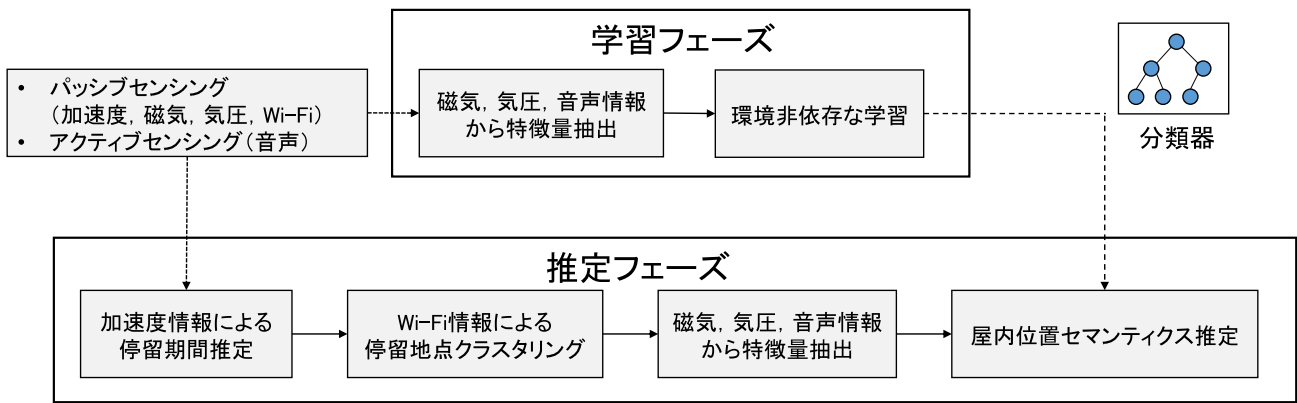 学習フェーズ
• パッシブセンシング
(加速度，磁気，気圧，Wi-Fi)
• アクティブセンシング(音声)
磁気，気圧，音声情報
から特徴量抽出
環境非依存な学習
分類器
推定フェーズ
加速度情報による
停留期間推定
Wi-Fi情報による
停留地点クラスタリング
磁気，気圧，音声情報
から特徴量抽出
屋内位置セマンティクス推定